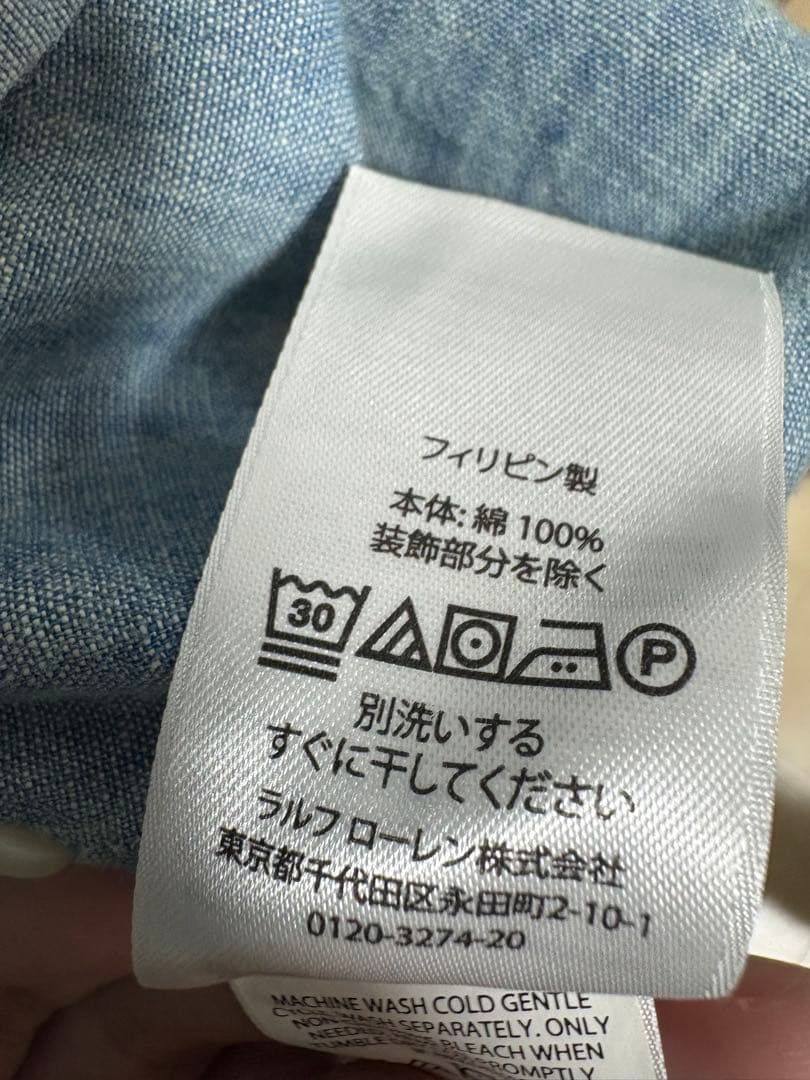 フィリピン製
本体: 綿 100%
装飾部分を除く
30
P
別洗いする
すぐに干してください
ラルフ ローレン株式会社
東京都千代田区永田町2-10-1
0120-3274-20
MACHINE WASH COLD GENTLE
SEPARATELY. ONLY
BLEACH WHEN